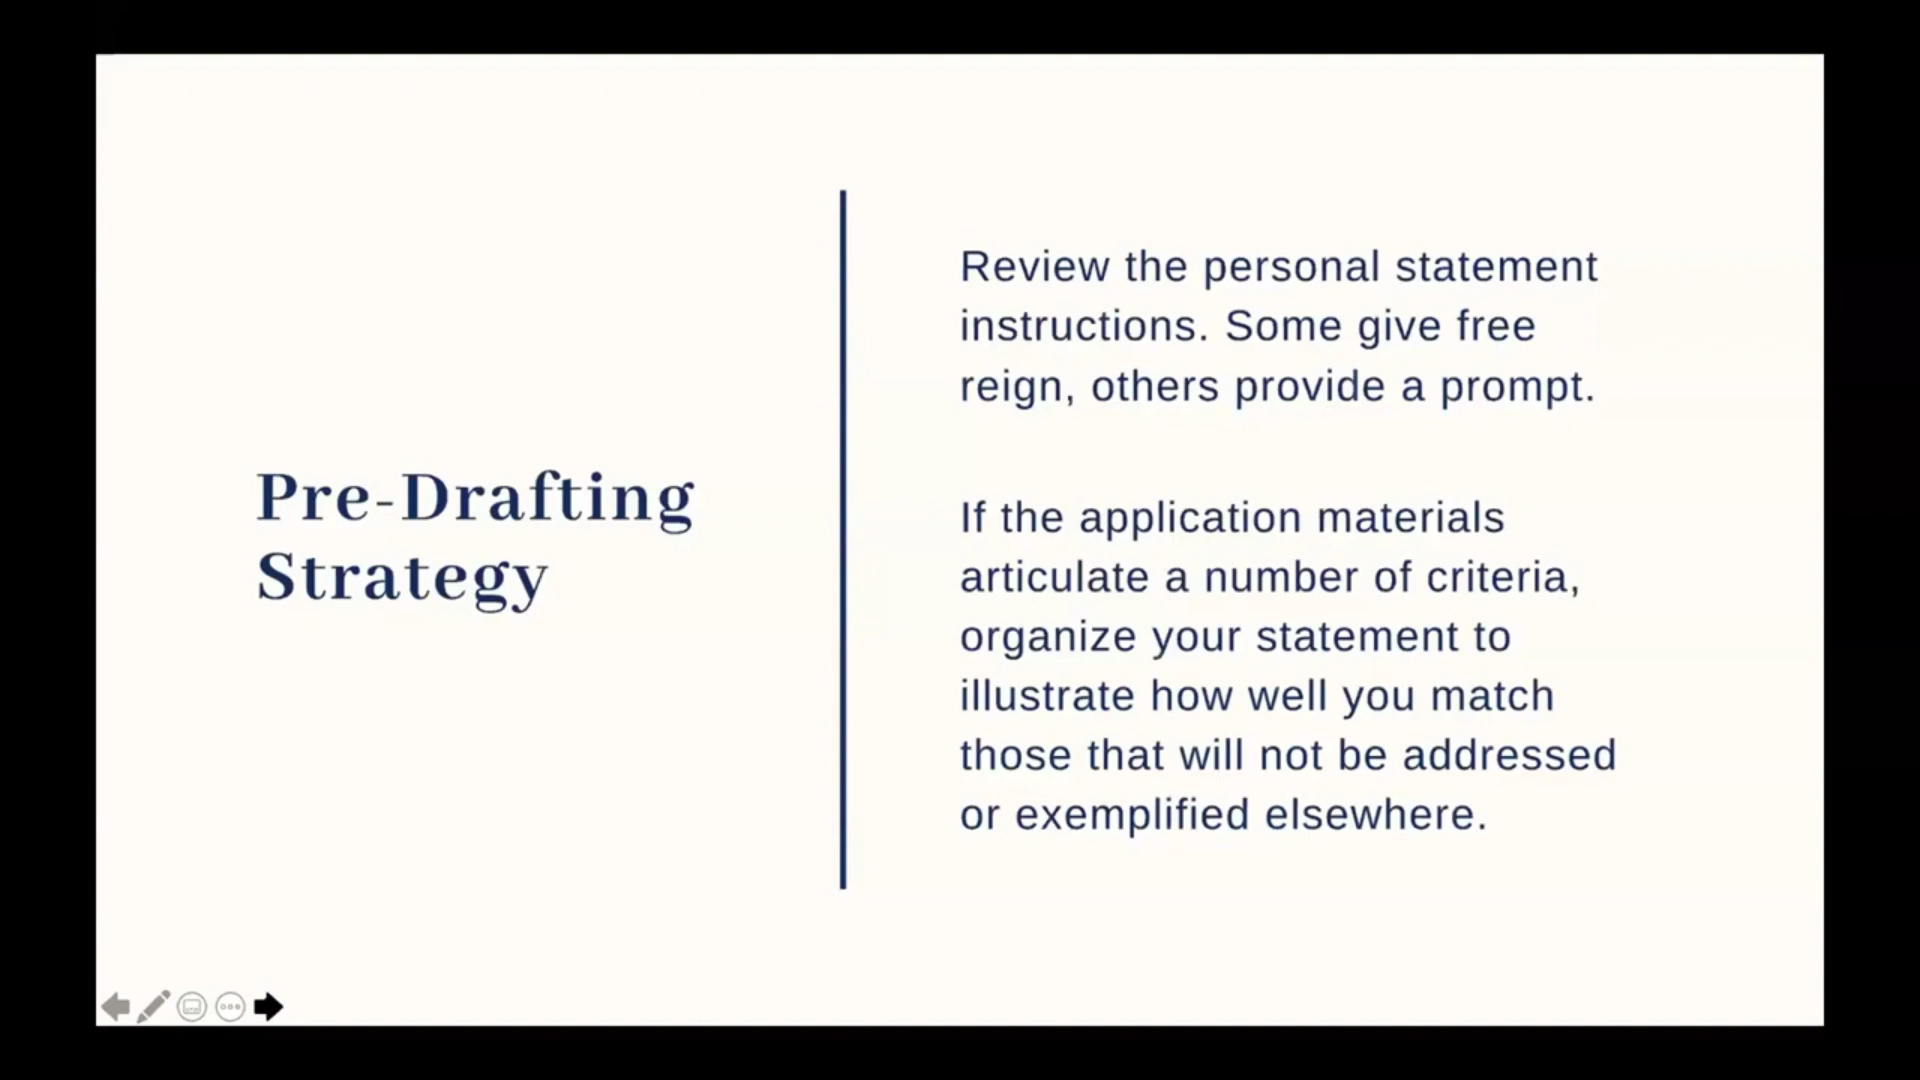 Pre-Drafting
Strategy
Review the personal statement
instructions. Some give free
reign, others provide a prompt.
If the application materials
articulate a number of criteria,
organize your statement to
illustrate how well you match
those that will not be addressed
or exemplified elsewhere.